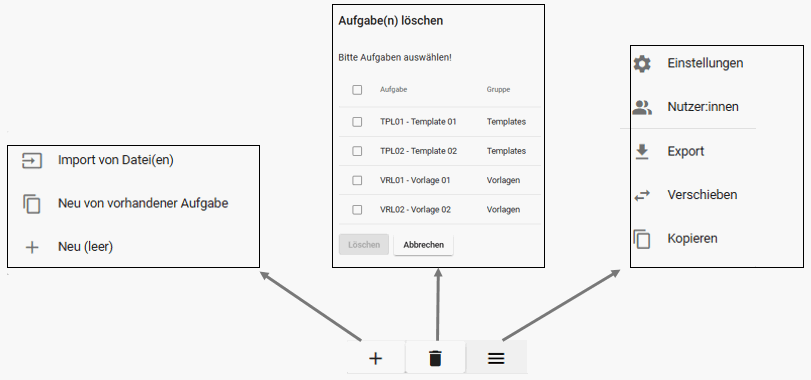 Aufgabe(n) löschen
Bitte Aufgaben auswählen!
Aufgabe Gruppe
TPL01 - Template 01 Templates
TPL02 - Template 02 Templates
VRL01 - Vorlage 01 Vorlagen
VRL02 - Vorlage 02 Vorlagen
Löschen Abbrechen
Import von Datei(en)
Neu von vorhandener Aufgabe
Neu (leer)
Einstellungen
Nutzer:innen
Export
Verschieben
Kopieren